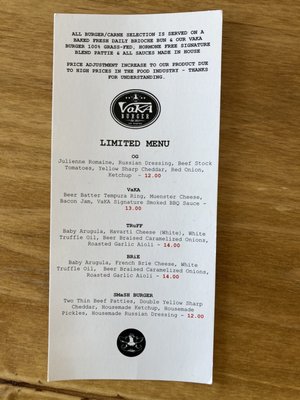 ALL BURGER/CARNE SELECTION IS SERVED ON A
BAKED FRESH DAILY BRIOCHE BUN & OUR VAKA
BURGER 100% GRASS-FED, HORMONE FREE SIGNATURE
BLEND PATTIE & ALL SAUCES MADE IN HOUSE
PRICE ADJUSTMENT INCREASE TO OUR PRODUCT DUE
TO HIGH PRICES IN THE FOOD INDUSTRY - THANKS
FOR UNDERSTANDING.
VaKA
BURGER
LIMITED MENU
OG
Julienne Romaine, Russian Dressing, Beef Stock
Tomatoes, Yellow Sharp Cheddar, Red Onion,
Ketchup - 12.00
VaKA
Beer Batter Tempura Ring, Muenster Cheese,
Bacon Jam, VaKA Signature Smoked BBQ Sauce -
13.00
TRuFF
Baby Arugula, Havarti Cheese (White), White
Truffle Oil, Beer Braised Caramelized Onions,
Roasted Garlic Aioli - 14.00
BRiE
Baby Arugula, French Brie Cheese, White
Truffle Oil, Beer Braised Caramelized Onions,
Roasted Garlic Aioli - 14.00
SMaSH BURGER
Two Thin Beef Patties, Double Yellow Sharp
Cheddar, Housemade Ketchup, Housemade
Pickles, Housemade Russian Dressing - 12.00